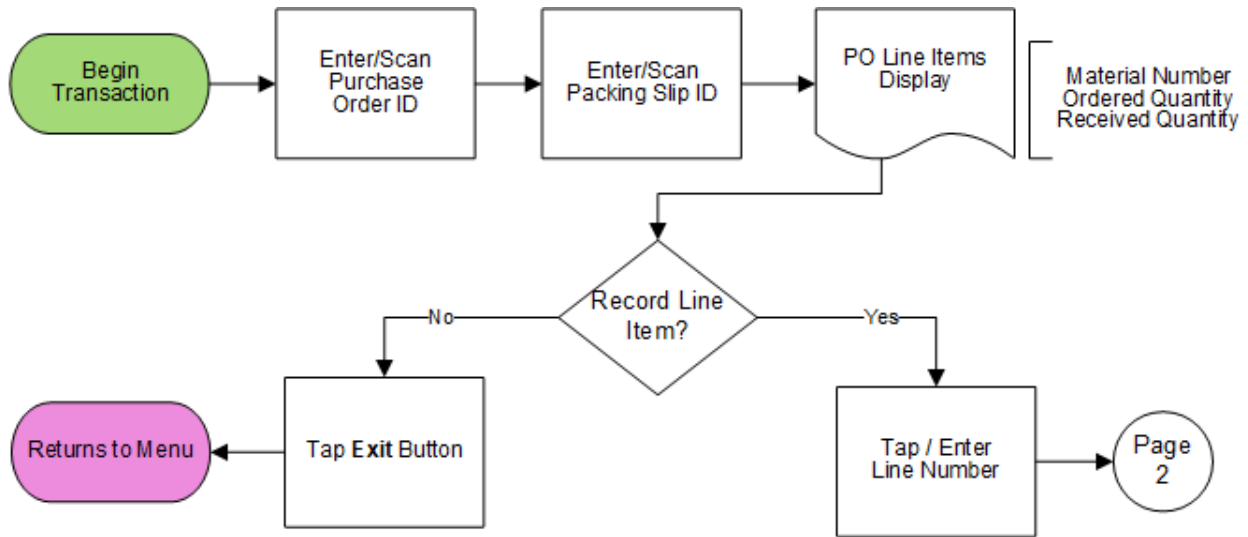 Begin
Transaction
Enter/Scan
Purchase
Order ID
Enter/Scan
Packing Slip ID
PO Line Items
Display
Material Number
Ordered Quantity
Received Quantity
Record Line
Item?
No
Yes
Returns to Menu
Tap Exit Button
Tap / Enter
Line Number
Page
2